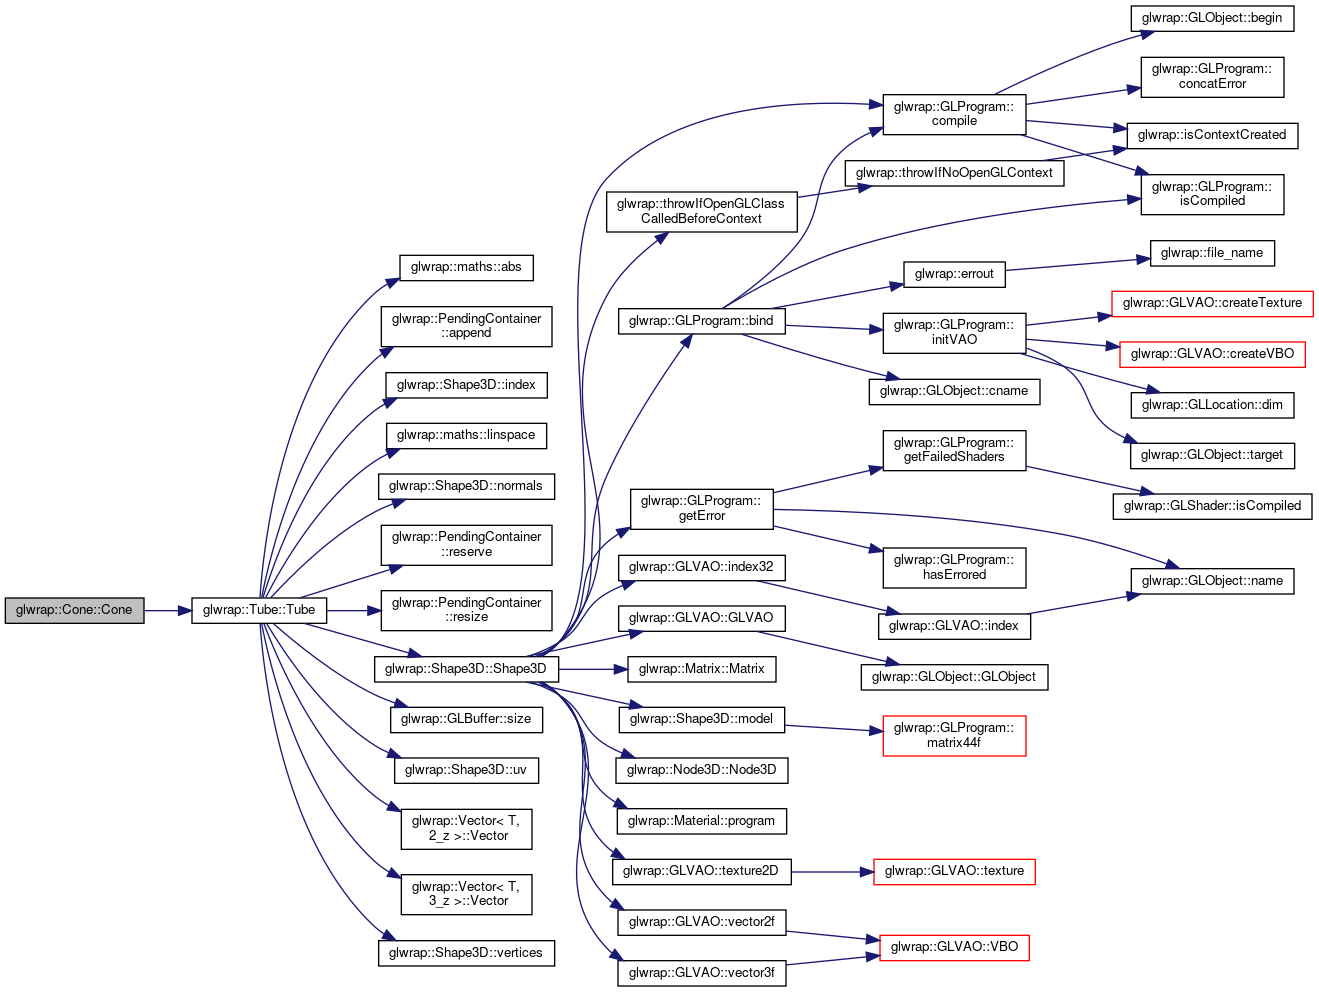 glwrap::Cone::Cone
glwrap::Tube::Tube
glwrap::maths::abs
glwrap::PendingContainer
::append
glwrap::Shape3D::index
glwrap::maths::linspace
glwrap::Shape3D::normals
glwrap::PendingContainer
::reserve
glwrap::PendingContainer
::resize
glwrap::Shape3D::Shape3D
glwrap::GLBuffer::size
glwrap::Shape3D::uv
glwrap::Vector< T,
2_z >::Vector
glwrap::Vector< T,
3_z >::Vector
glwrap::Shape3D::vertices
glwrap::throwIfOpenGLClass
CalledBeforeContext
glwrap::GLProgram::bind
glwrap::GLProgram::
getError
glwrap::GLVAO::index32
glwrap::GLVAO::GLVAO
glwrap::Matrix::Matrix
glwrap::Shape3D::model
glwrap::Node3D::Node3D
glwrap::Material::program
glwrap::GLVAO::texture2D
glwrap::GLVAO::vector2f
glwrap::GLVAO::vector3f
glwrap::GLProgram::
compile
glwrap::throwIfNoOpenGLContext
glwrap::errout
glwrap::GLProgram::
initVAO
glwrap::GLObject::cname
glwrap::GLProgram::
getFailedShaders
glwrap::GLProgram::
hasErrored
glwrap::GLVAO::index
glwrap::GLObject::GLObject
glwrap::GLProgram::
matrix44f
glwrap::GLVAO::texture
glwrap::GLVAO::VBO
glwrap::GLObject::begin
glwrap::GLProgram::
concatError
glwrap::isContextCreated
glwrap::GLProgram::
isCompiled
glwrap::file_name
glwrap::GLVAO::createTexture
glwrap::GLVAO::createVBO
glwrap::GLLocation::dim
glwrap::GLObject::target
glwrap::GLShader::isCompiled
glwrap::GLObject::name